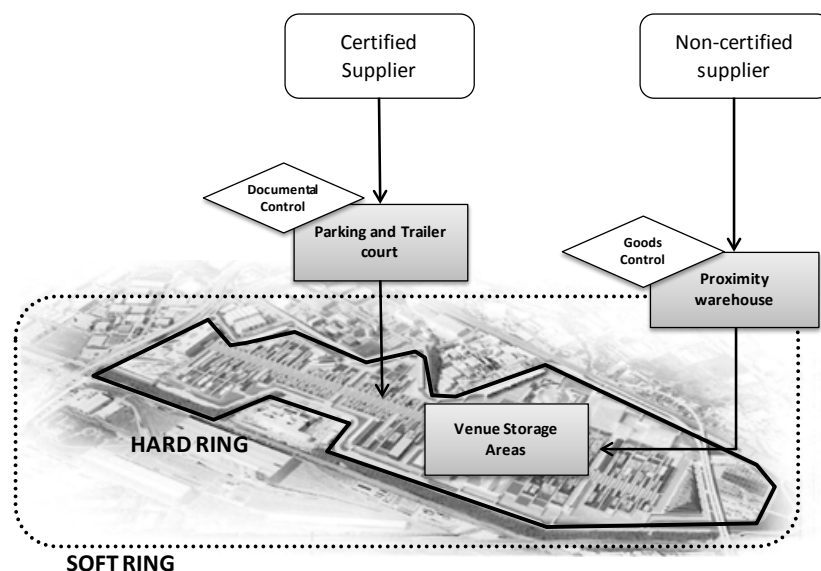 Certified
Supplier
Non-certified
supplier
Documental
Control
Parking and Trailer
court
Goods
Control
Proximity
warehouse
Venue Storage
Areas
HARD RING
SOFT RING